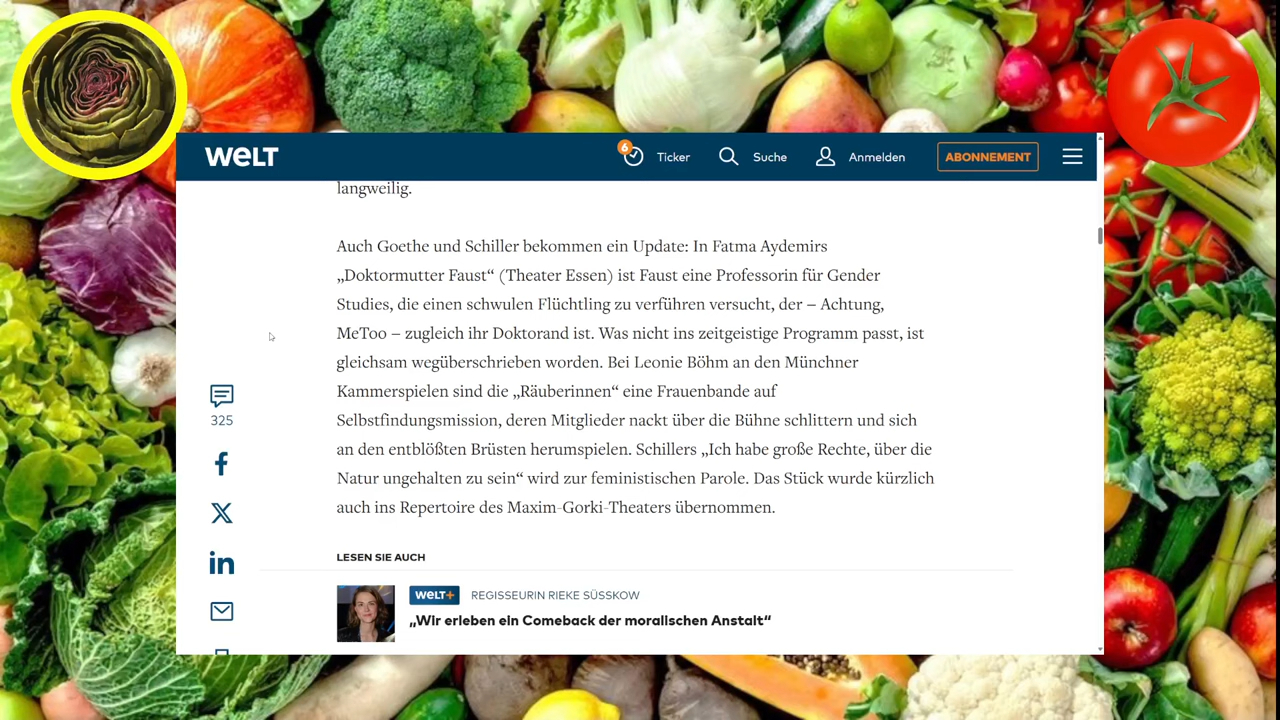 WELT
6
Ticker
Suche
Anmelden
ABONNEMENT
langweilig.
Auch Goethe und Schiller bekommen ein Update: In Fatma Aydemirs
„Doktormutter Faust“ (Theater Essen) ist Faust eine Professorin für Gender
Studies, die einen schwulen Flüchtling zu verführen versucht, der – Achtung,
MeToo – zugleich ihr Doktorand ist. Was nicht ins zeitgeistige Programm passt, ist
gleichsam wegüberschrieben worden. Bei Leonie Böhm an den Münchner
Kammerspielen sind die „Räuberinnen“ eine Frauenbande auf
Selbstfindungsmission, deren Mitglieder nackt über die Bühne schlittern und sich
an den entblößten Brüsten herumspielen. Schillers „Ich habe große Rechte, über die
Natur ungehalten zu sein“ wird zur feministischen Parole. Das Stück wurde kürzlich
auch ins Repertoire des Maxim-Gorki-Theaters übernommen.
325
LESEN SIE AUCH
WELT+ REGISSEURIN RIEKE SÜSSKOW
„Wir erleben ein Comeback der moralischen Anstalt“